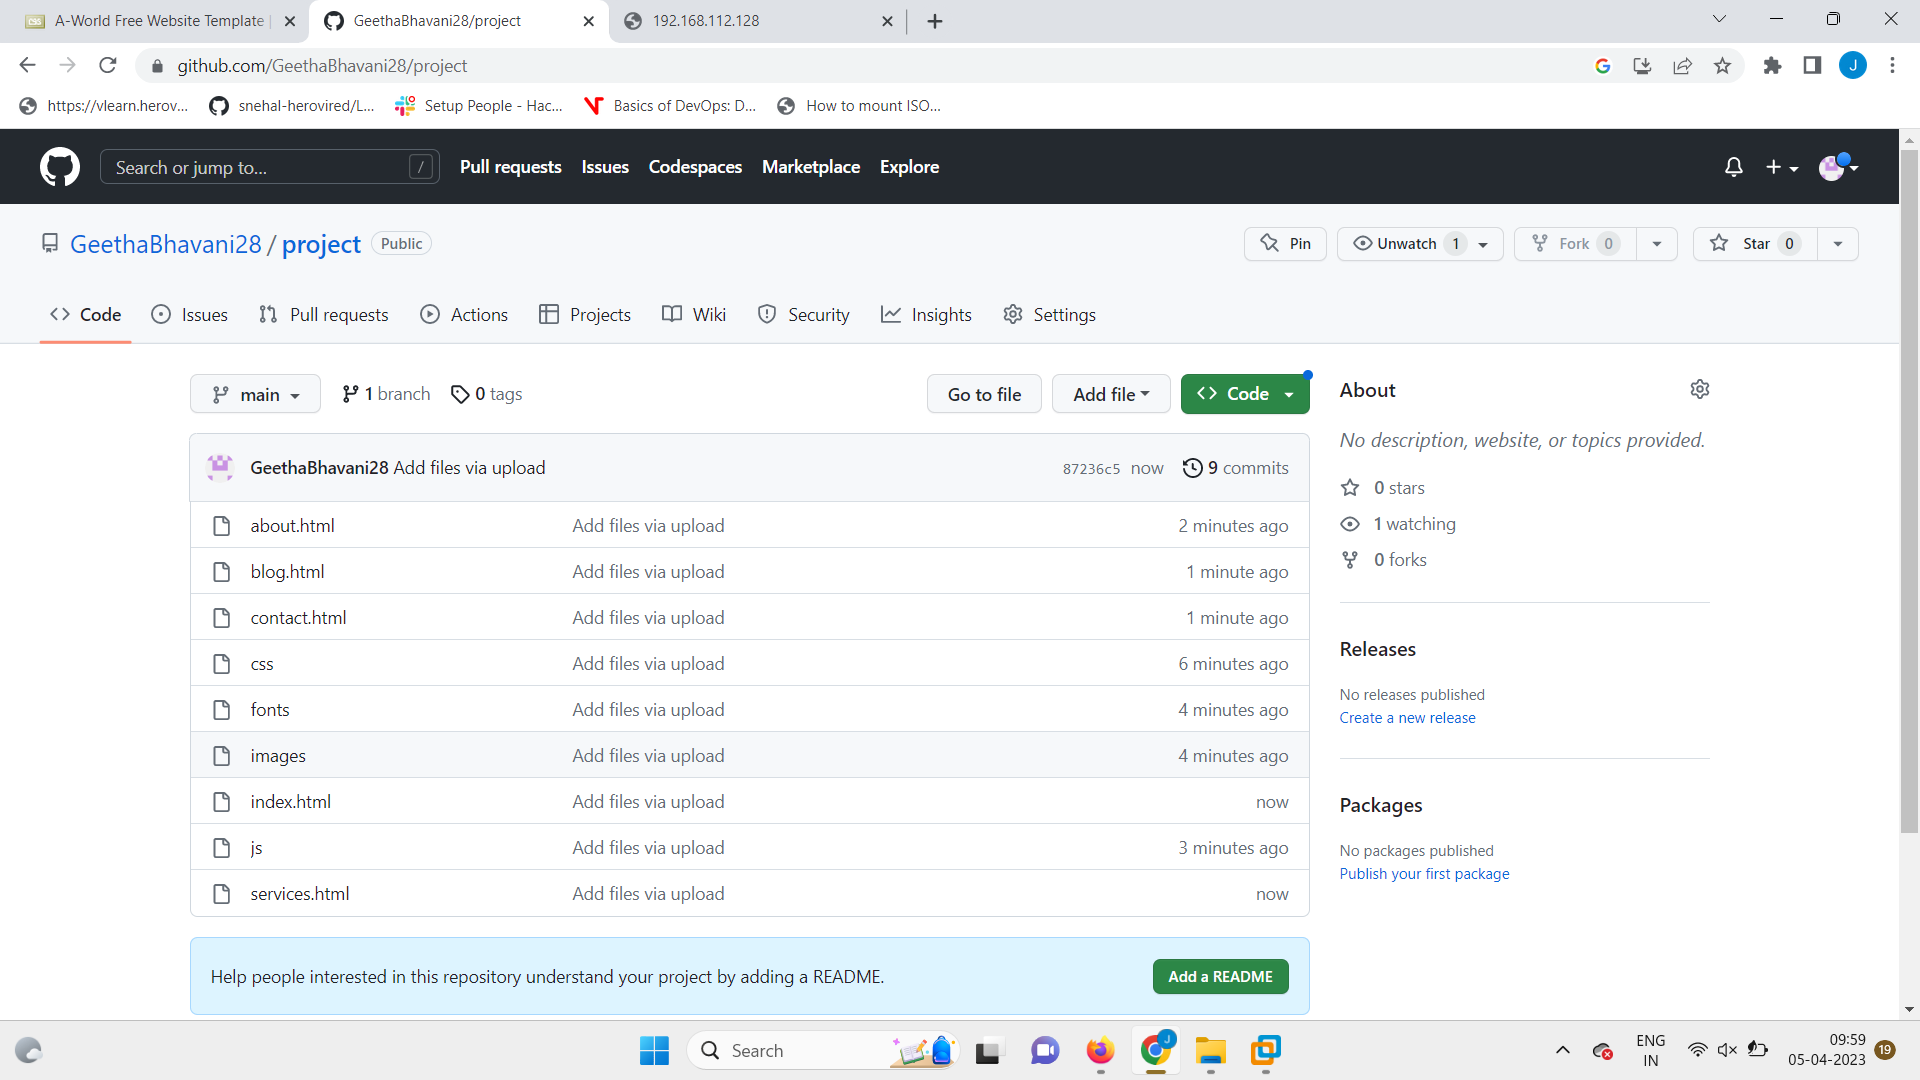 A-World Free Website Template |
GeethaBhavani28/project
192.168.112.128
github.com/GeethaBhavani28/project
J
https://vlearn.herov...
snehal-herovired/L...
Setup People - Hac...
Basics of DevOps: D...
How to mount ISO...
Search or jump to... /
Pull requests Issues Codespaces Marketplace Explore
GeethaBhavani28 / project Public
Pin
Unwatch 1
Fork 0
Star 0
Code Issues Pull requests Actions Projects Wiki Security Insights Settings
main 1 branch 0 tags
Go to file Add file Code
GeethaBhavani28 Add files via upload 87236c5 now 9 commits
about.html Add files via upload 2 minutes ago
blog.html Add files via upload 1 minute ago
contact.html Add files via upload 1 minute ago
css Add files via upload 6 minutes ago
fonts Add files via upload 4 minutes ago
images Add files via upload 4 minutes ago
index.html Add files via upload now
js Add files via upload 3 minutes ago
services.html Add files via upload now
Help people interested in this repository understand your project by adding a README. Add a README
About
No description, website, or topics provided.
0 stars
1 watching
0 forks
Releases
No releases published
Create a new release
Packages
No packages published
Publish your first package
Search
J
ENG
IN
09:59
05-04-2023
19